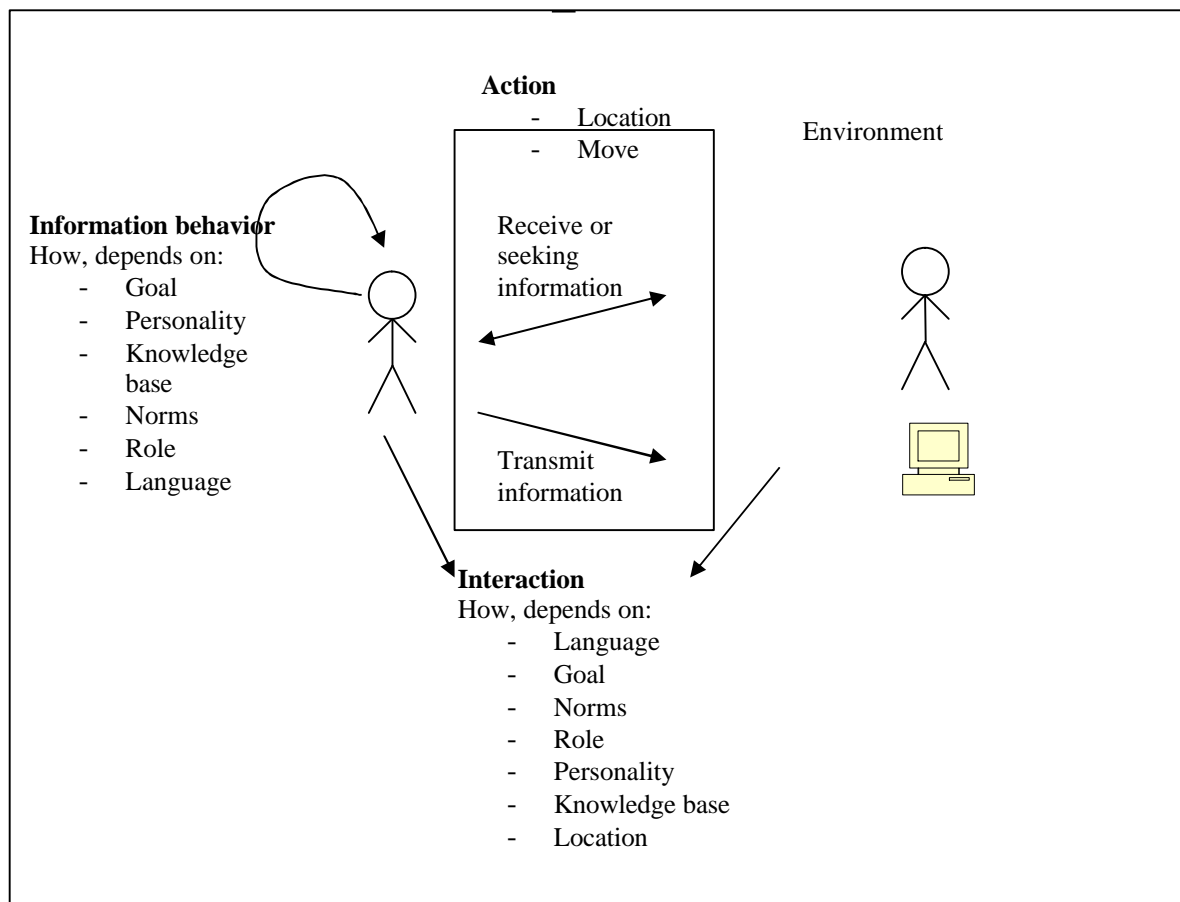 Action
- Location
- Move
Environment
Information behavior
How, depends on:
- Goal
- Personality
- Knowledge
base
- Norms
- Role
- Language
Receive or
seeking
information
Transmit
information
Interaction
How, depends on:
- Language
- Goal
- Norms
- Role
- Personality
- Knowledge base
- Location